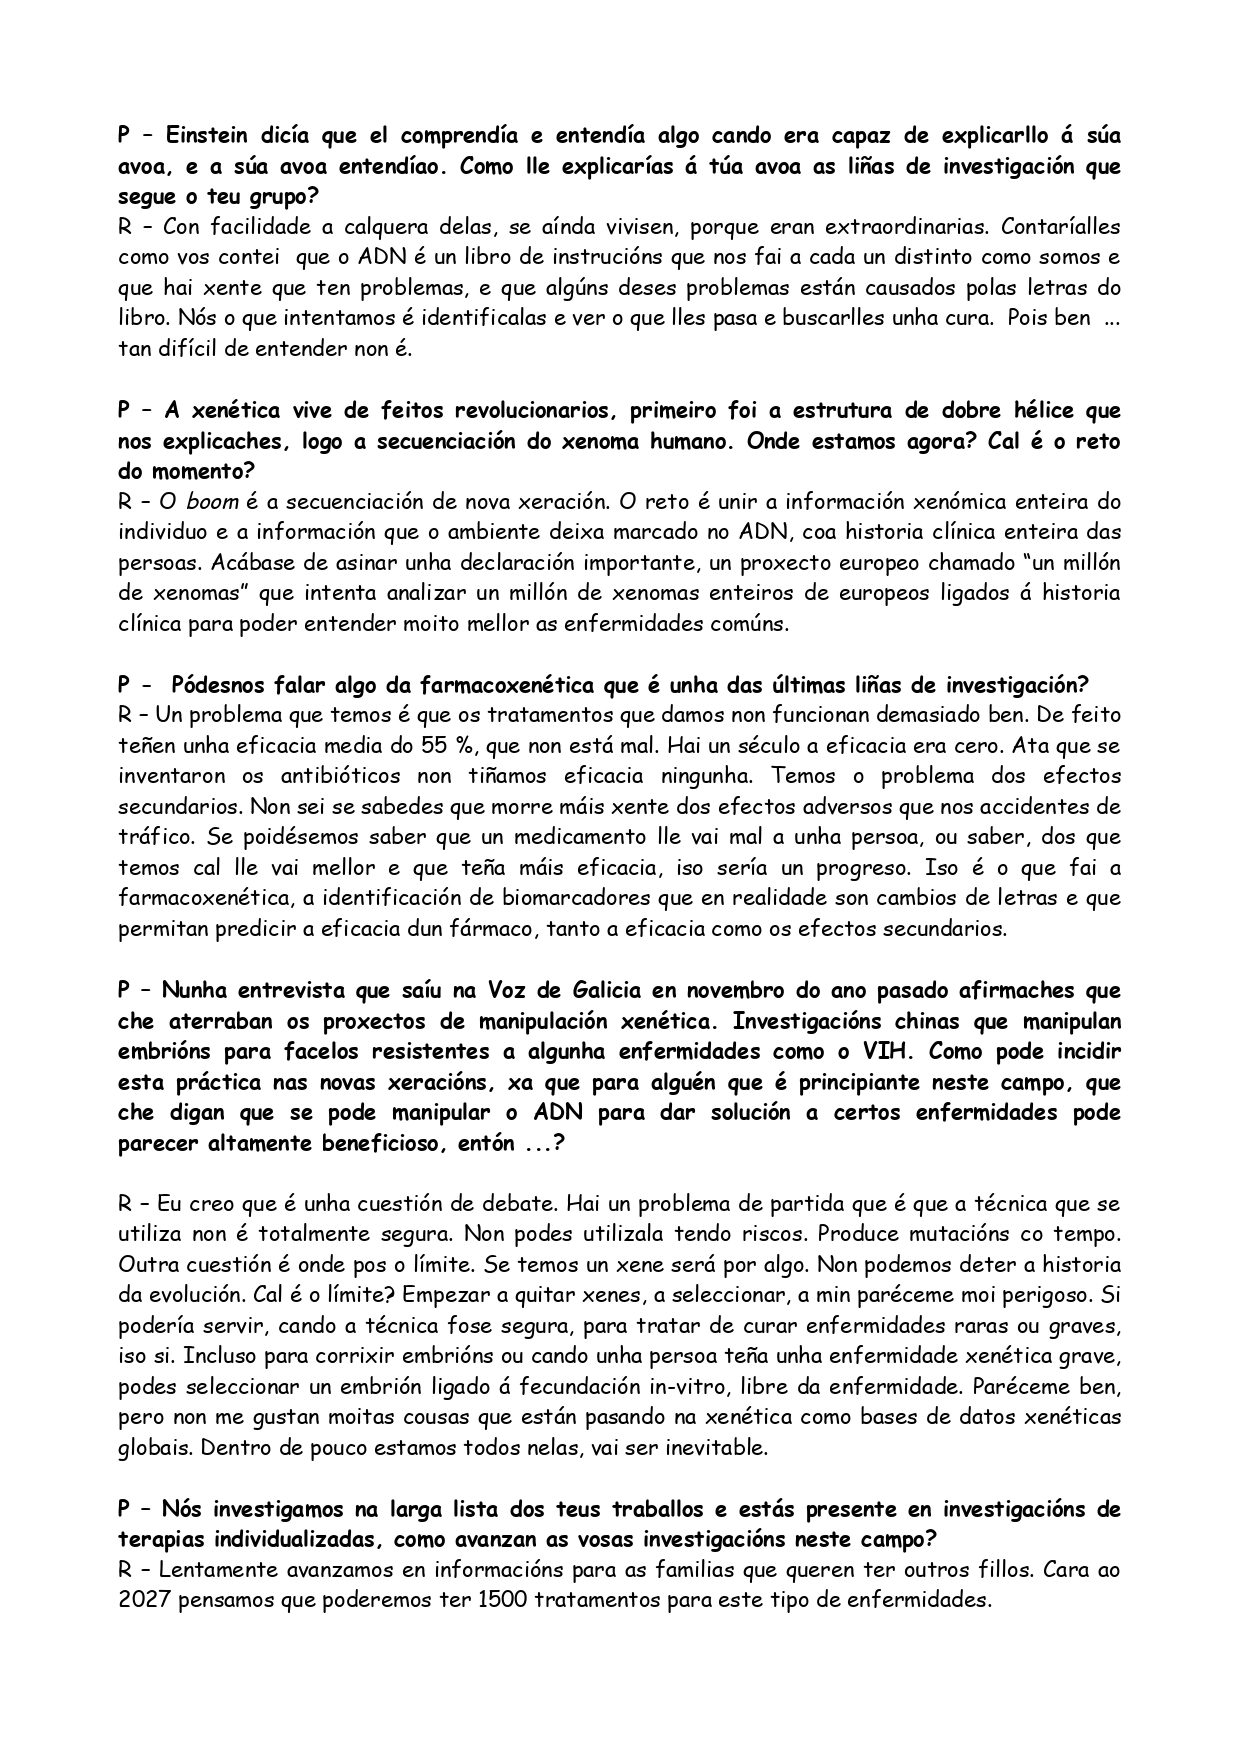 P – Einstein dicía que el comprendía e entendía algo cando era capaz de explicarllo á súa
avoa, e a súa avoa entendíao. Como lle explicarías á túa avoa as liñas de investigación que
segue o teu grupo?
R – Con facilidade a calquera delas, se aínda vivisen, porque eran extraordinarias. Contaríalles
como vos contei  que o ADN é un libro de instrucións que nos fai a cada un distinto como somos e
que hai xente que ten problemas, e que algúns deses problemas están causados polas letras do
libro. Nós o que intentamos é identificalas e ver o que lles pasa e buscarlles unha cura.  Pois ben  ...
tan difícil de entender non é.
P – A xenética vive de feitos revolucionarios, primeiro foi a estrutura de dobre hélice que
nos explicaches, logo a secuenciación do xenoma humano. Onde estamos agora? Cal é o reto
do momento?
R – O boom é a secuenciación de nova xeración. O reto é unir a información xenómica enteira do
individuo e a información que o ambiente deixa marcado no ADN, coa historia clínica enteira das
persoas. Acábase de asinar unha declaración importante, un proxecto europeo chamado “un millón
de xenomas” que intenta analizar un millón de xenomas enteiros de europeos ligados á historia
clínica para poder entender moito mellor as enfermidades comúns.
P -  Pódesnos falar algo da farmacoxenética que é unha das últimas liñas de investigación?
R – Un problema que temos é que os tratamentos que damos non funcionan demasiado ben. De feito
teñen unha eficacia media do 55 %, que non está mal. Hai un século a eficacia era cero. Ata que se
inventaron os antibióticos non tiñamos eficacia ningunha. Temos o problema dos efectos
secundarios. Non sei se sabedes que morre máis xente dos efectos adversos que nos accidentes de
tráfico. Se poidésemos saber que un medicamento lle vai mal a unha persoa, ou saber, dos que
temos cal lle vai mellor e que teña máis eficacia, iso sería un progreso. Iso é o que fai a
farmacoxenética, a identificación de biomarcadores que en realidade son cambios de letras e que
permitan predicir a eficacia dun fármaco, tanto a eficacia como os efectos secundarios.
P – Nunha entrevista que saíu na Voz de Galicia en novembro do ano pasado afirmaches que
che aterraban os proxectos de manipulación xenética. Investigacións chinas que manipulan
embrións para facelos resistentes a algunha enfermidades como o VIH. Como pode incidir
esta práctica nas novas xeracións, xa que para alguén que é principiante neste campo, que
che digan que se pode manipular o ADN para dar solución a certos enfermidades pode
parecer altamente beneficioso, entón ...?
R – Eu creo que é unha cuestión de debate. Hai un problema de partida que é que a técnica que se
utiliza non é totalmente segura. Non podes utilizala tendo riscos. Produce mutacións co tempo.
Outra cuestión é onde pos o límite. Se temos un xene será por algo. Non podemos deter a historia
da evolución. Cal é o límite? Empezar a quitar xenes, a seleccionar, a min paréceme moi perigoso. Si
podería servir, cando a técnica fose segura, para tratar de curar enfermidades raras ou graves,
iso si. Incluso para corrixir embrións ou cando unha persoa teña unha enfermidade xenética grave,
podes seleccionar un embrión ligado á fecundación in-vitro, libre da enfermidade. Paréceme ben,
pero non me gustan moitas cousas que están pasando na xenética como bases de datos xenéticas
globais. Dentro de pouco estamos todos nelas, vai ser inevitable.
P – Nós investigamos na larga lista dos teus traballos e estás presente en investigacións de
terapias individualizadas, como avanzan as vosas investigacións neste campo?
R – Lentamente avanzamos en informacións para as familias que queren ter outros fillos. Cara ao
2027 pensamos que poderemos ter 1500 tratamentos para este tipo de enfermidades.